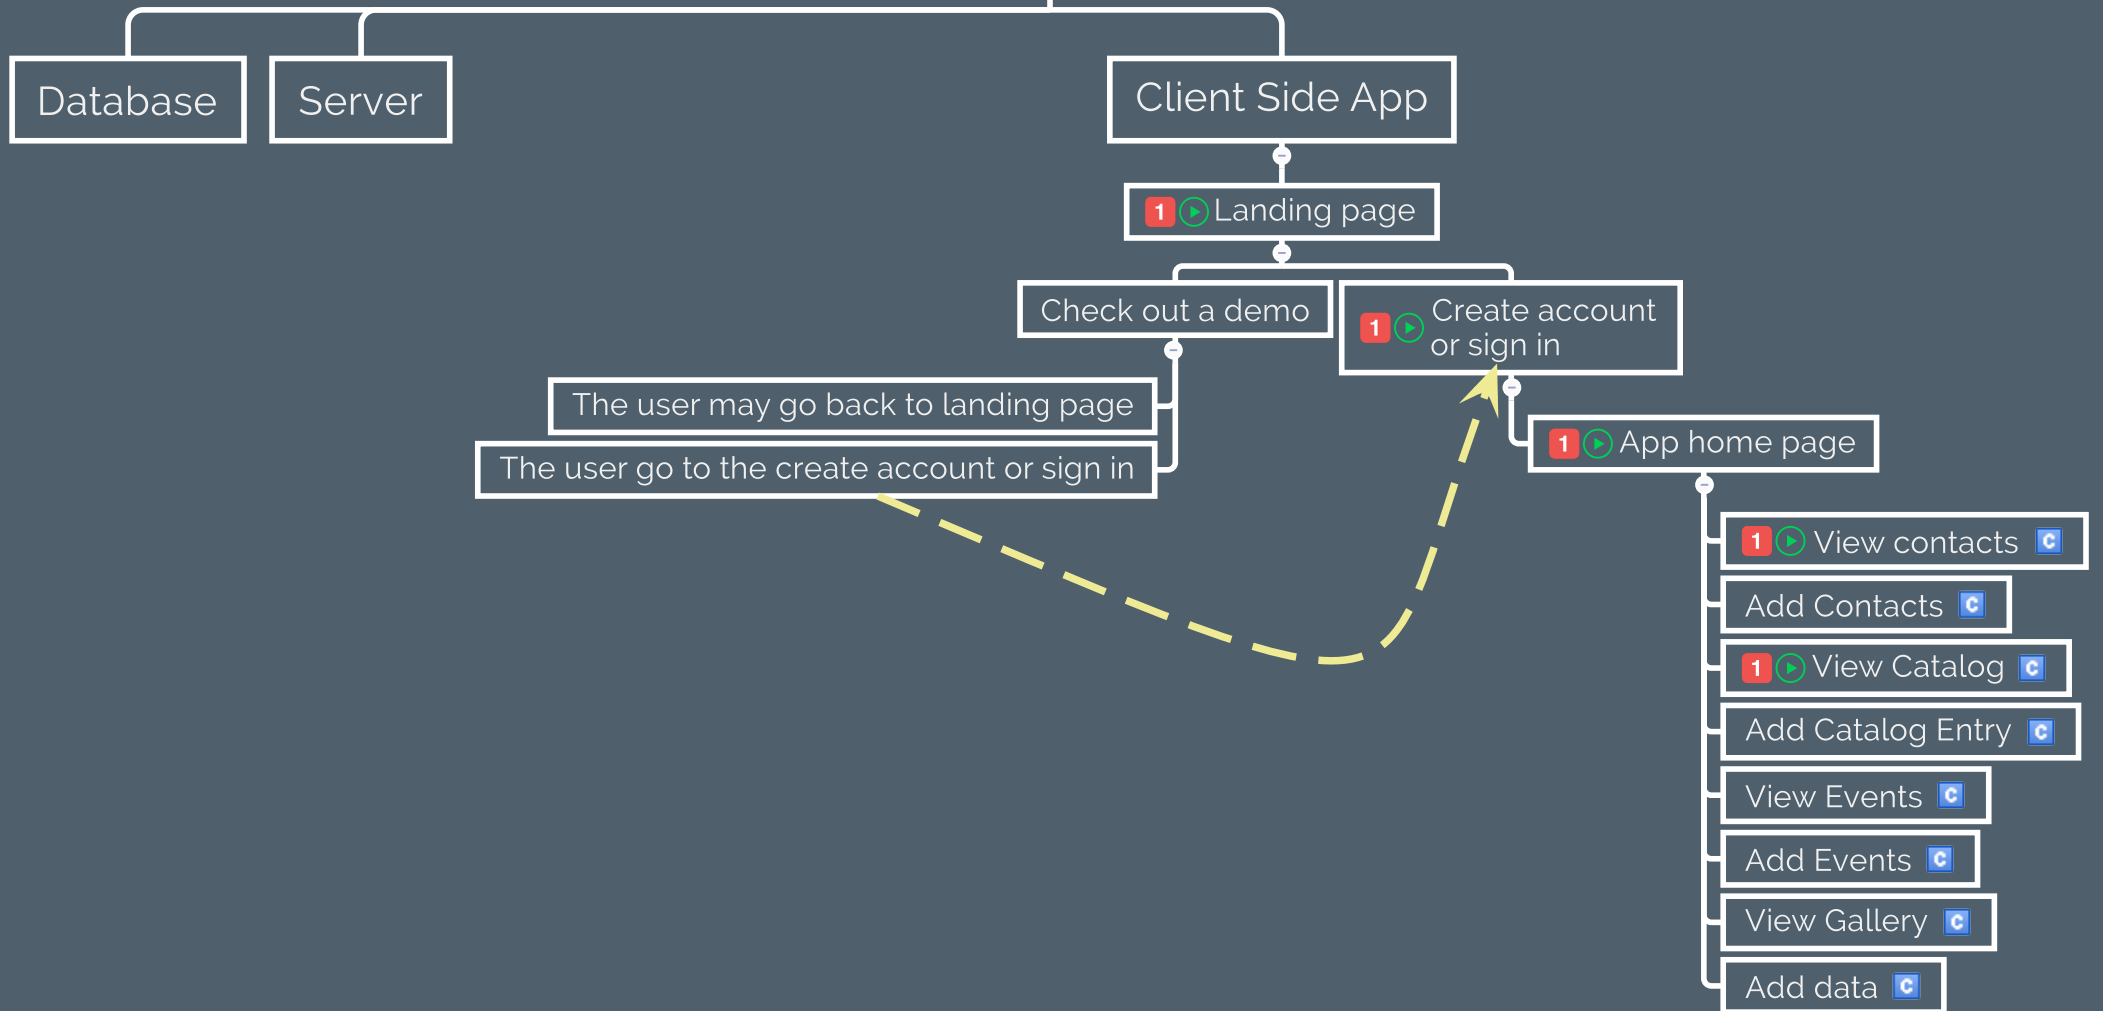 Database
Server
Client Side App
1 Landing page
Check out a demo
1 Create account
or sign in
The user may go back to landing page
The user go to the create account or sign in
1 App home page
1 View contacts C
Add Contacts C
1 View Catalog C
Add Catalog Entry C
View Events C
Add Events C
View Gallery C
Add data C